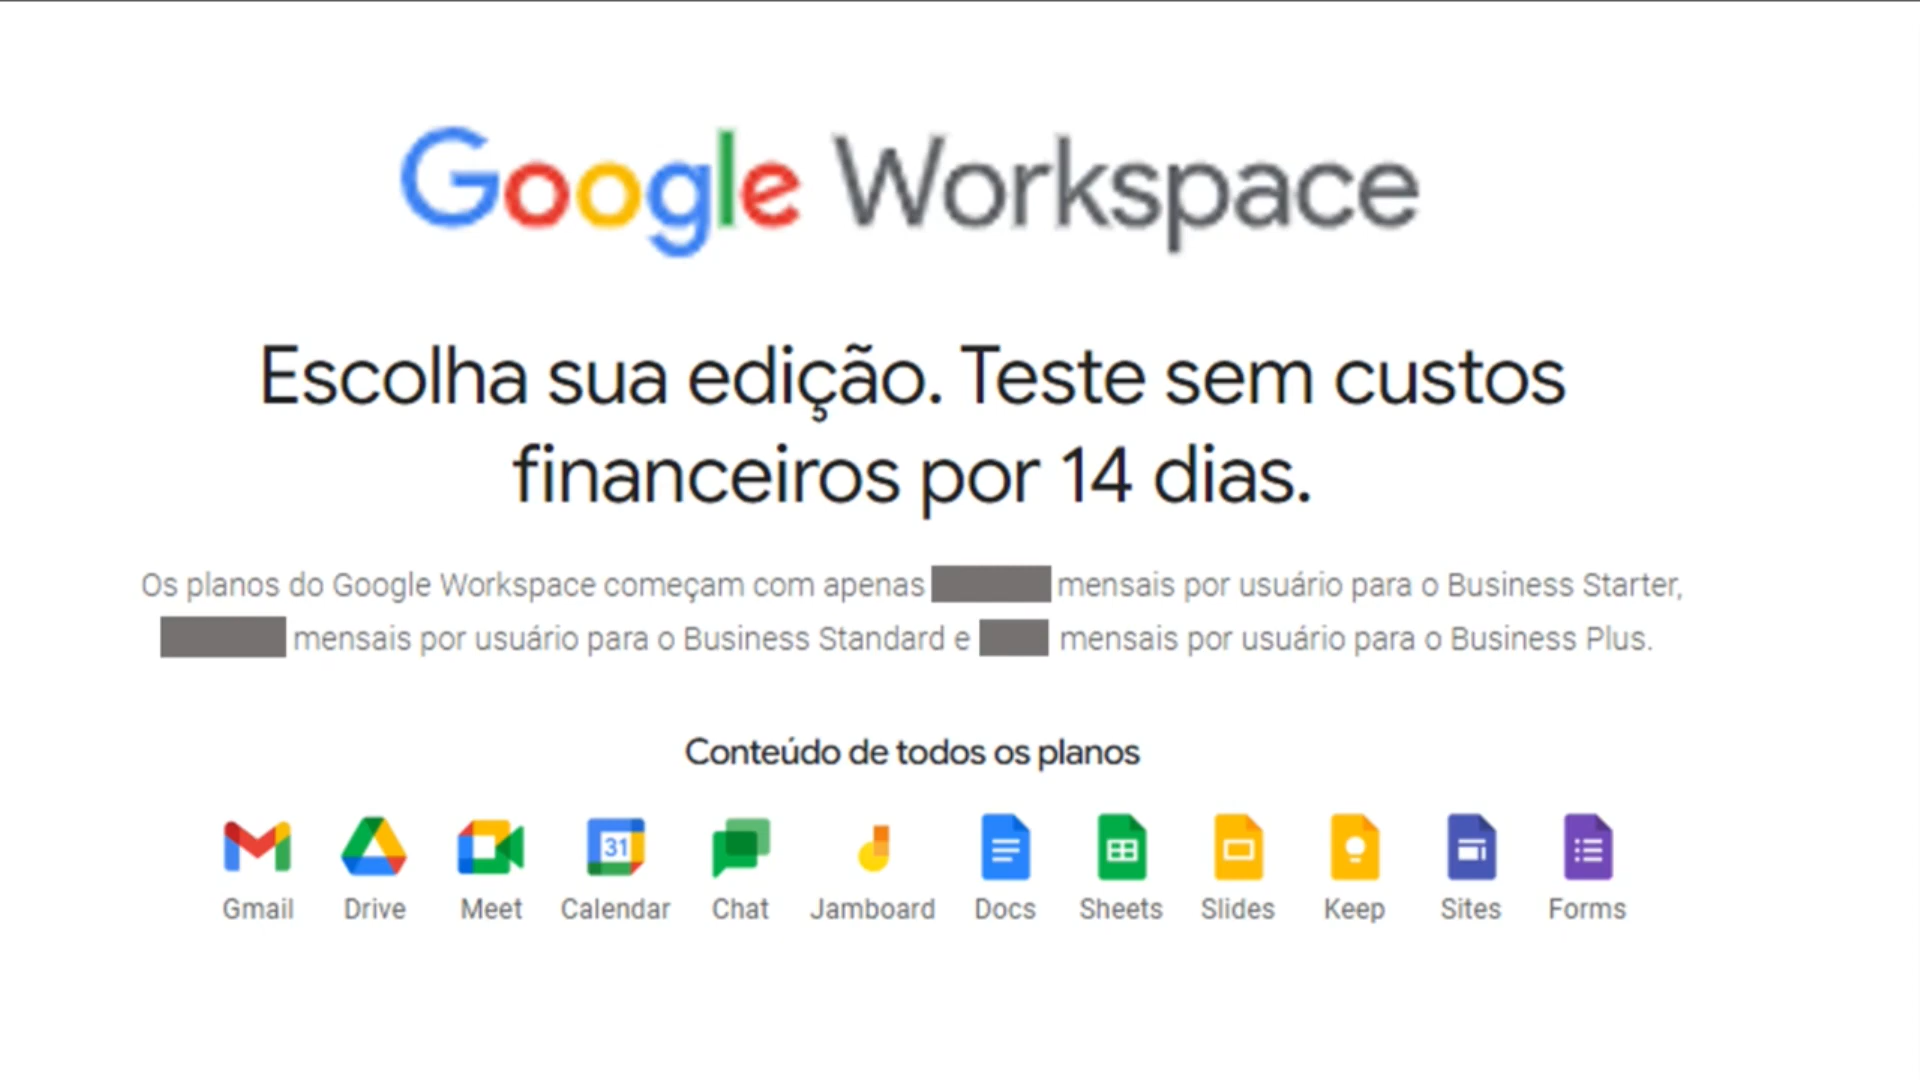 Google Workspace
Escolha sua edição. Teste sem custos
financeiros por 14 dias.
Os planos do Google Workspace começam com apenas mensais por usuário para o Business Starter,
mensais por usuário para o Business Standard e mensais por usuário para o Business Plus.
Conteúdo de todos os planos
31
Gmail Drive Meet Calendar Chat Jamboard Docs Sheets Slides Keep Sites Forms